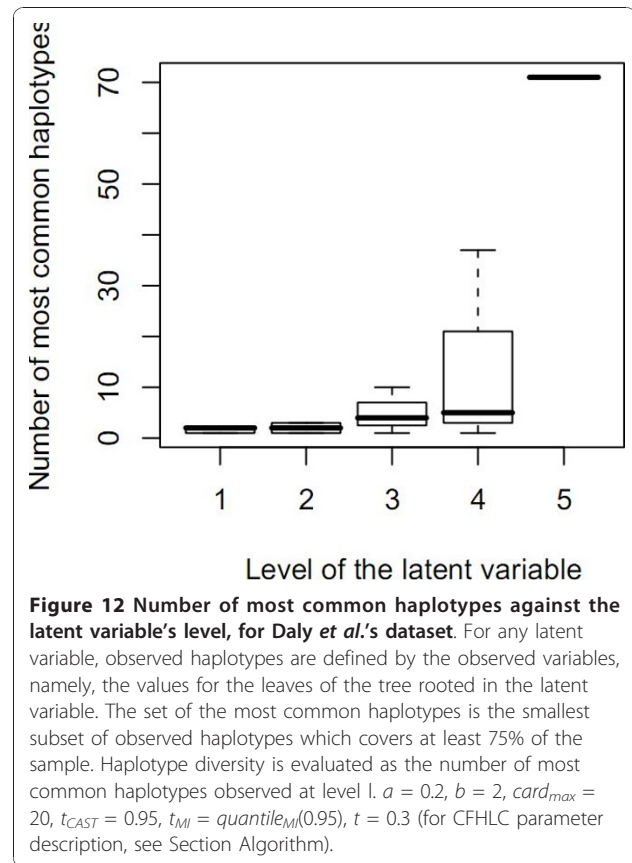 Number of most common haplotypes
70
50
30
10
0
1 2 3 4 5
Level of the latent variable
Figure 12 Number of most common haplotypes against the
latent variable's level, for Daly et al.'s dataset. For any latent
variable, observed haplotypes are defined by the observed variables,
namely, the values for the leaves of the tree rooted in the latent
variable. The set of the most common haplotypes is the smallest
subset of observed haplotypes which covers at least 75% of the
sample. Haplotype diversity is evaluated as the number of most
common haplotypes observed at level l. a = 0.2, b = 2, card_max =
20, t_CAST = 0.95, t_MI = quantile_MI(0.95), t = 0.3 (for CFHLC parameter
description, see Section Algorithm).